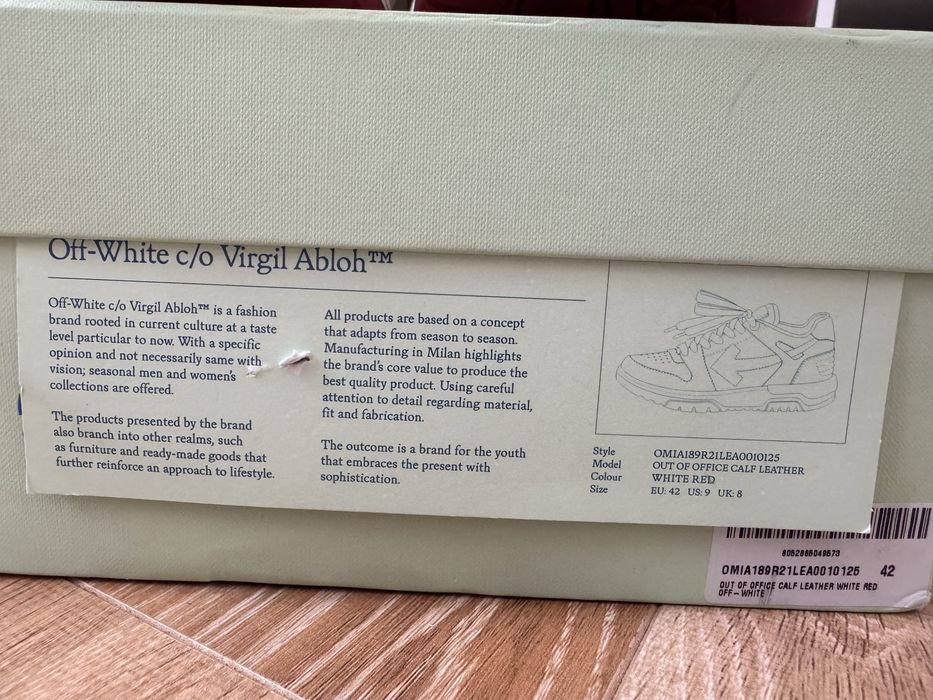 Off-White c/o Virgil Abloh™
Off-White c/o Virgil Abloh™ is a fashion
brand rooted in current culture at a taste
level particular to now. With a specific
opinion and not necessarily same with
vision; seasonal men and women's
collections are offered.
The products presented by the brand
also branch into other realms, such
as furniture and ready-made goods that
further reinforce an approach to lifestyle.
All products are based on a concept
that adapts from season to season.
Manufacturing in Milan highlights
the brand's core value to produce the
best quality product. Using careful
attention to detail regarding material,
fit and fabrication.
The outcome is a brand for the youth
that embraces the present with
sophistication.
Style OMIA189R21LEA0010125
Model OUT OF OFFICE CALF LEATHER
Colour WHITE RED
Size EU: 42 US: 9 UK: 8
8052865049573
OMIA189R21LEA0010125 42
OUT OF OFFICE CALF LEATHER WHITE RED
OFF-WHITE